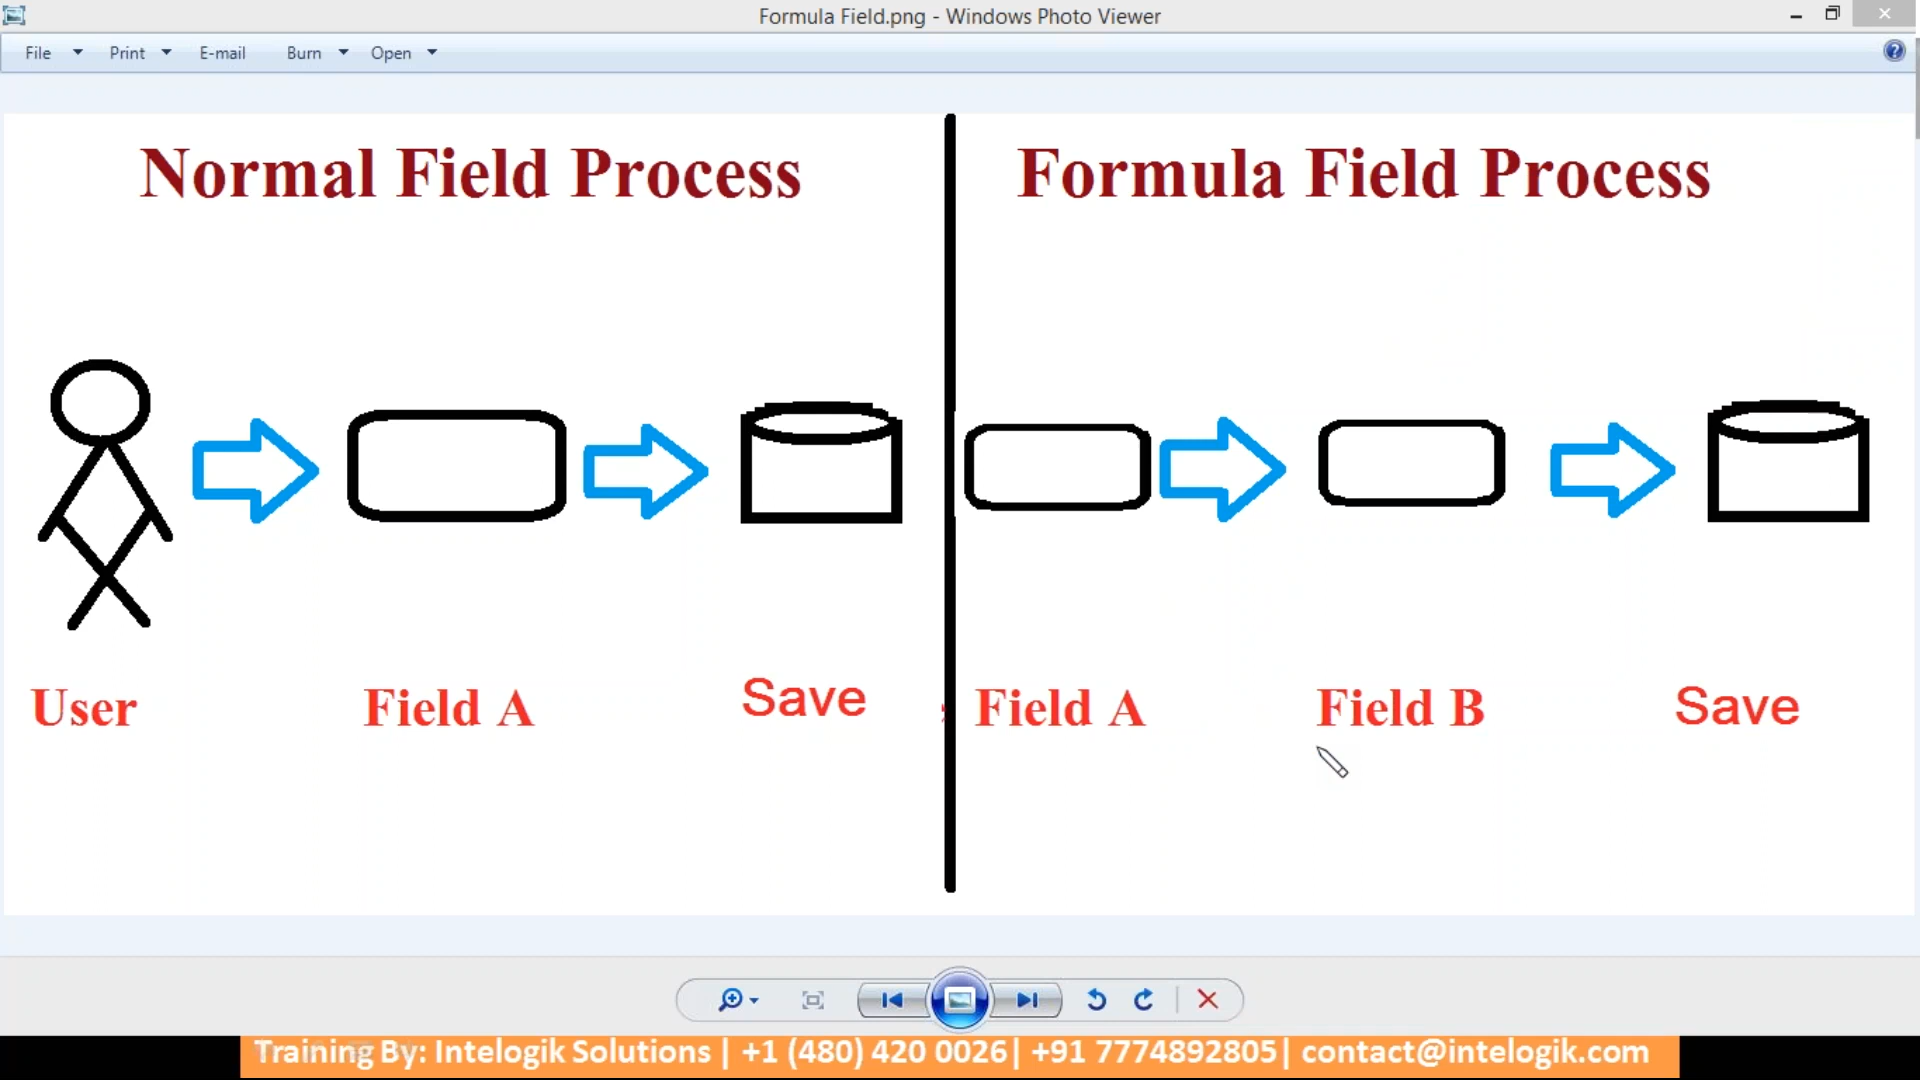 Formula Field.png - Windows Photo Viewer
File Print E-mail Burn Open
Normal Field Process
Formula Field Process
User Field A Save
Field A Field B Save
Training By: Intelogik Solutions | +1 (480) 420 0026| +91 7774892805| contact@intelogik.com